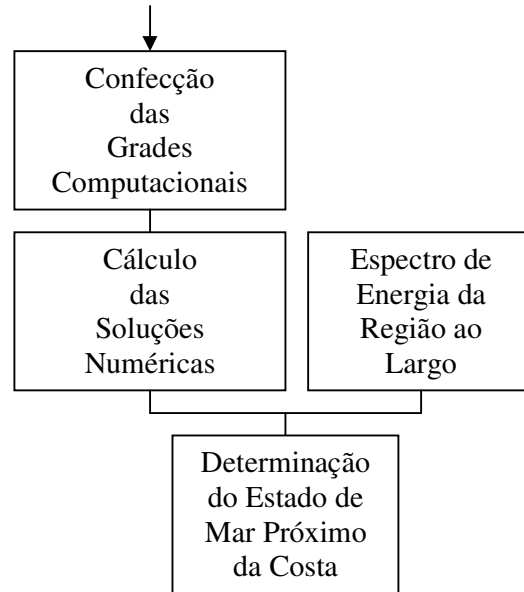 Confecção
das
Grades
Computacionais
Cálculo
das
Soluções
Numéricas
Espectro de
Energia da
Região ao
Largo
Determinação
do Estado de
Mar Próximo
da Costa